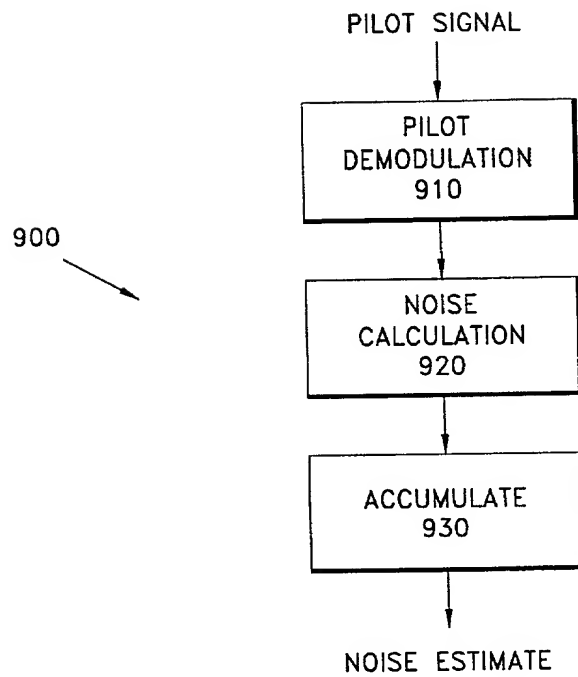 PILOT SIGNAL
PILOT
DEMODULATION
910
900
NOISE
CALCULATION
920
ACCUMULATE
930
NOISE ESTIMATE